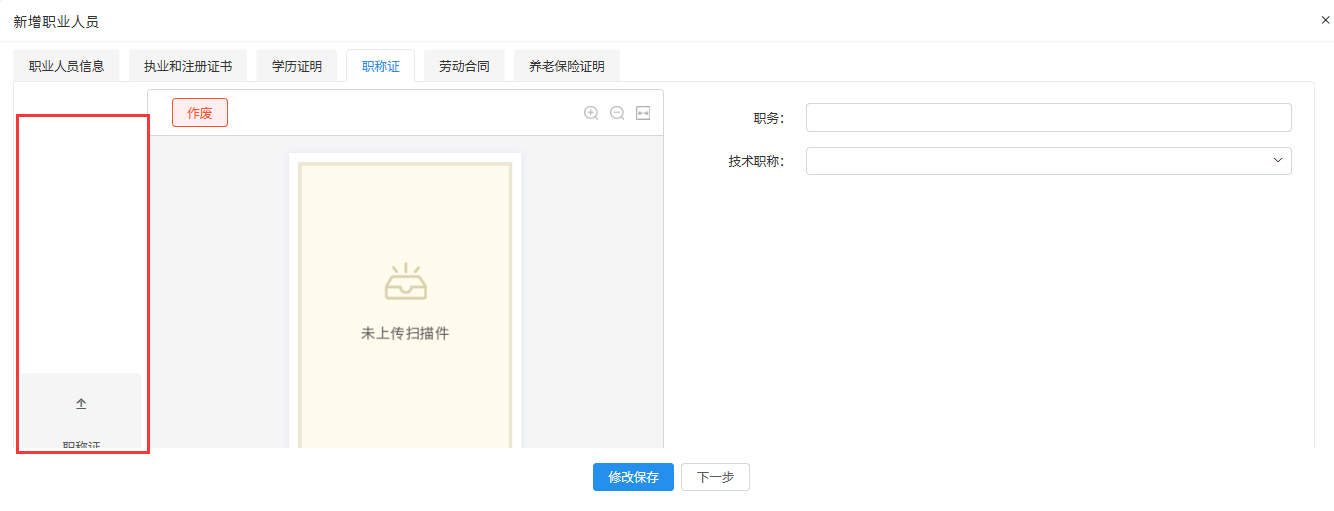 新增职业人员
职业人员信息
执业和注册证书
学历证明
职称证
劳动合同
养老保险证明
作废
职务：
技术职称：
未上传扫描件
职称证
修改保存
下一步